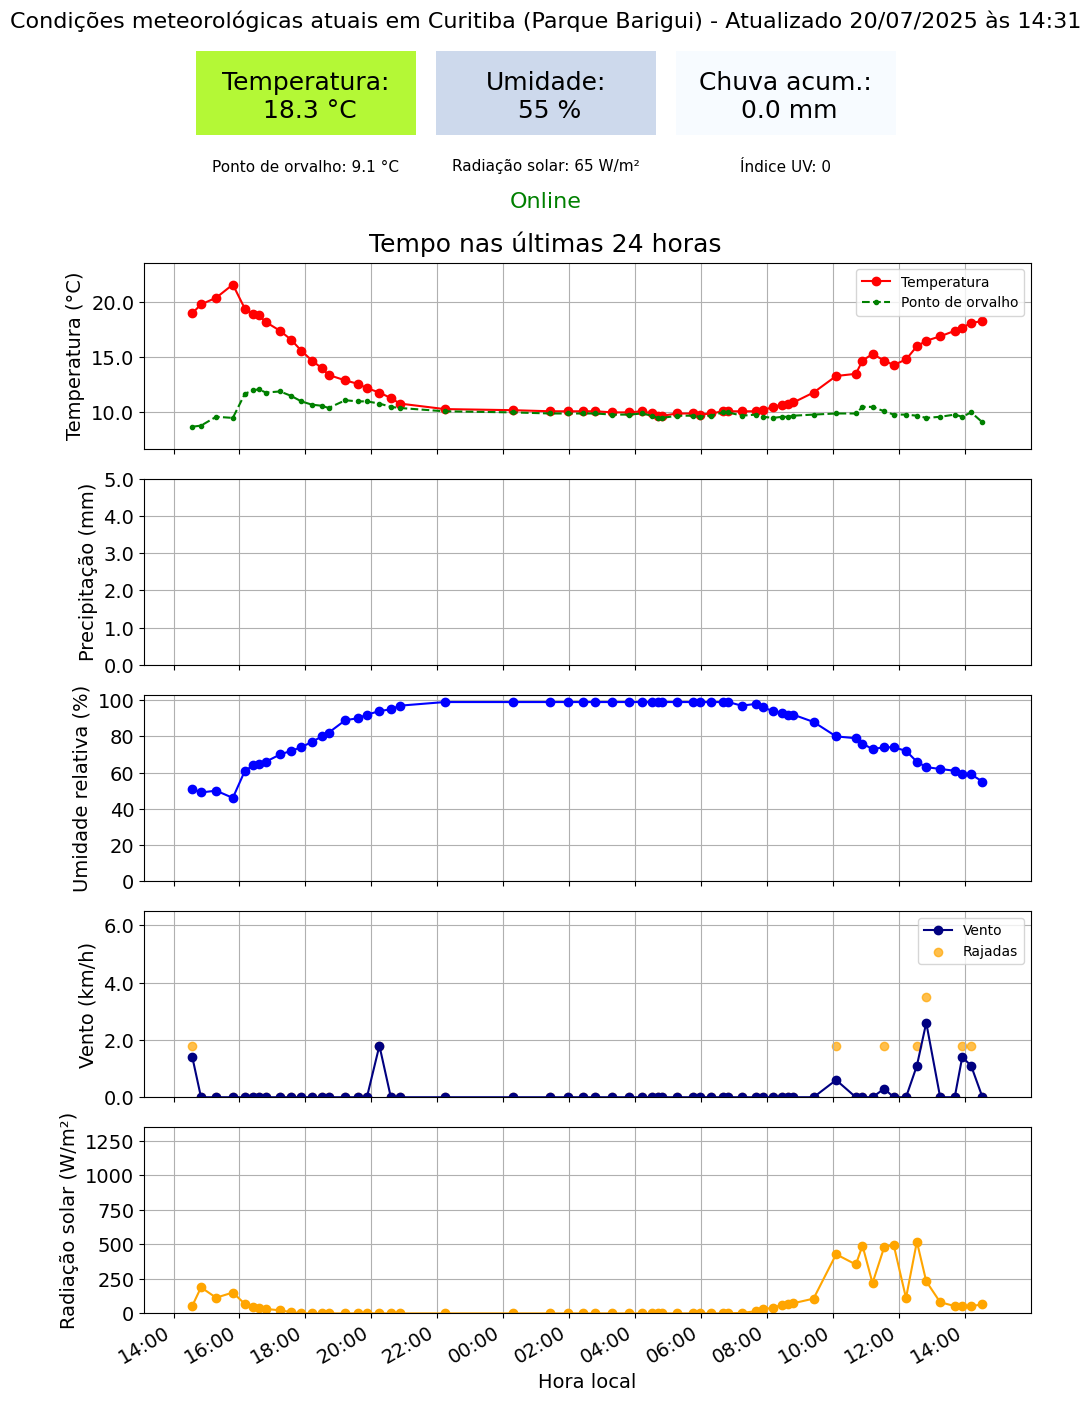 Condições meteorológicas atuais em Curitiba (Parque Barigui) - Atualizado 20/07/2025 às 14:31
Temperatura:
18.3 °C
Umidade:
55 %
Chuva acum.:
0.0 mm
Ponto de orvalho: 9.1 °C
Radiação solar: 65 W/m²
Índice UV: 0
Online
Tempo nas últimas 24 horas
Temperatura (°C)
20.0
15.0
10.0
Temperatura
Ponto de orvalho
Precipitação (mm)
5.0
4.0
3.0
2.0
1.0
0.0
Umidade relativa (%)
100
80
60
40
20
0
Vento (km/h)
6.0
4.0
2.0
0.0
Vento
Rajadas
Radiação solar (W/m²)
1250
1000
750
500
250
0
14:00
16:00
18:00
20:00
22:00
00:00
02:00
04:00
06:00
08:00
10:00
12:00
14:00
Hora local